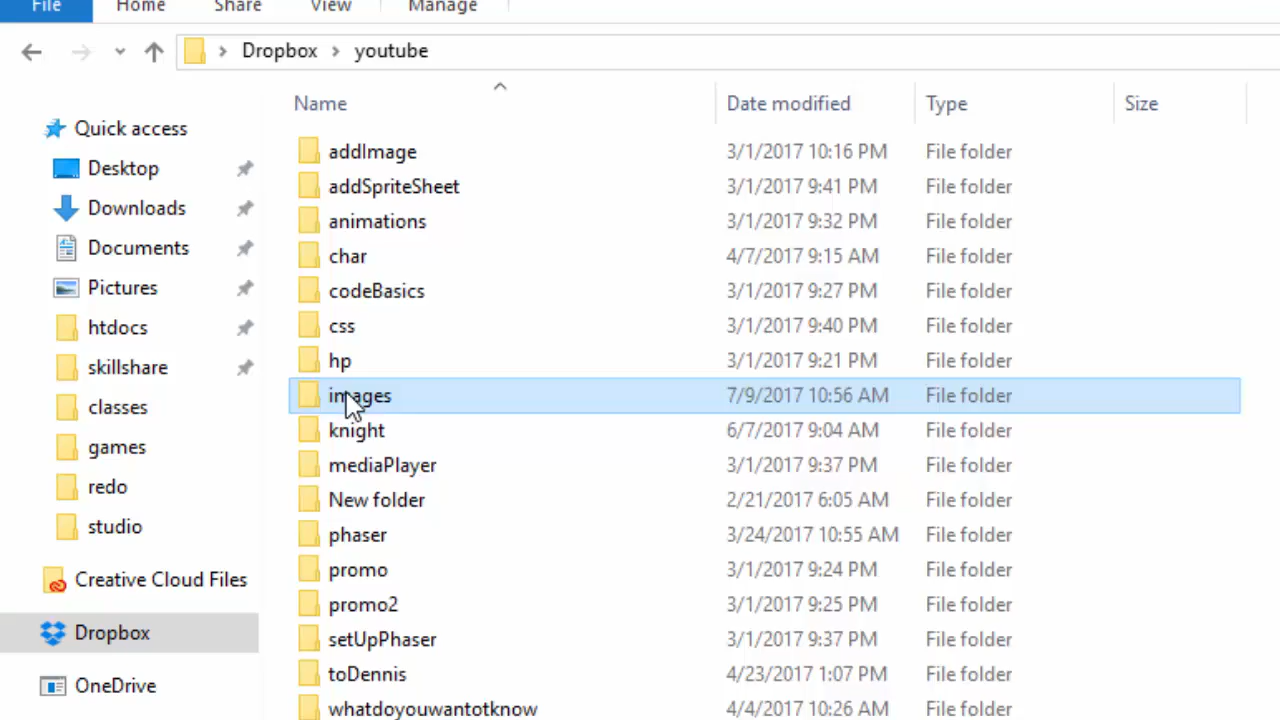 File Home Share View Manage
Dropbox youtube
Name Date modified Type Size
Quick access
Desktop
Downloads
Documents
Pictures
htdocs
skillshare
classes
games
redo
studio
Creative Cloud Files
Dropbox
OneDrive
addImage 3/1/2017 10:16 PM File folder
addSpriteSheet 3/1/2017 9:41 PM File folder
animations 3/1/2017 9:32 PM File folder
char 4/7/2017 9:15 AM File folder
codeBasics 3/1/2017 9:27 PM File folder
css 3/1/2017 9:40 PM File folder
hp 3/1/2017 9:21 PM File folder
images 7/9/2017 10:56 AM File folder
knight 6/7/2017 9:04 AM File folder
mediaPlayer 3/1/2017 9:37 PM File folder
New folder 2/21/2017 6:05 AM File folder
phaser 3/24/2017 10:55 AM File folder
promo 3/1/2017 9:24 PM File folder
promo2 3/1/2017 9:25 PM File folder
setUpPhaser 3/1/2017 9:37 PM File folder
toDennis 4/23/2017 1:07 PM File folder
whatdoyouwantotknow 4/4/2017 10:26 AM File folder